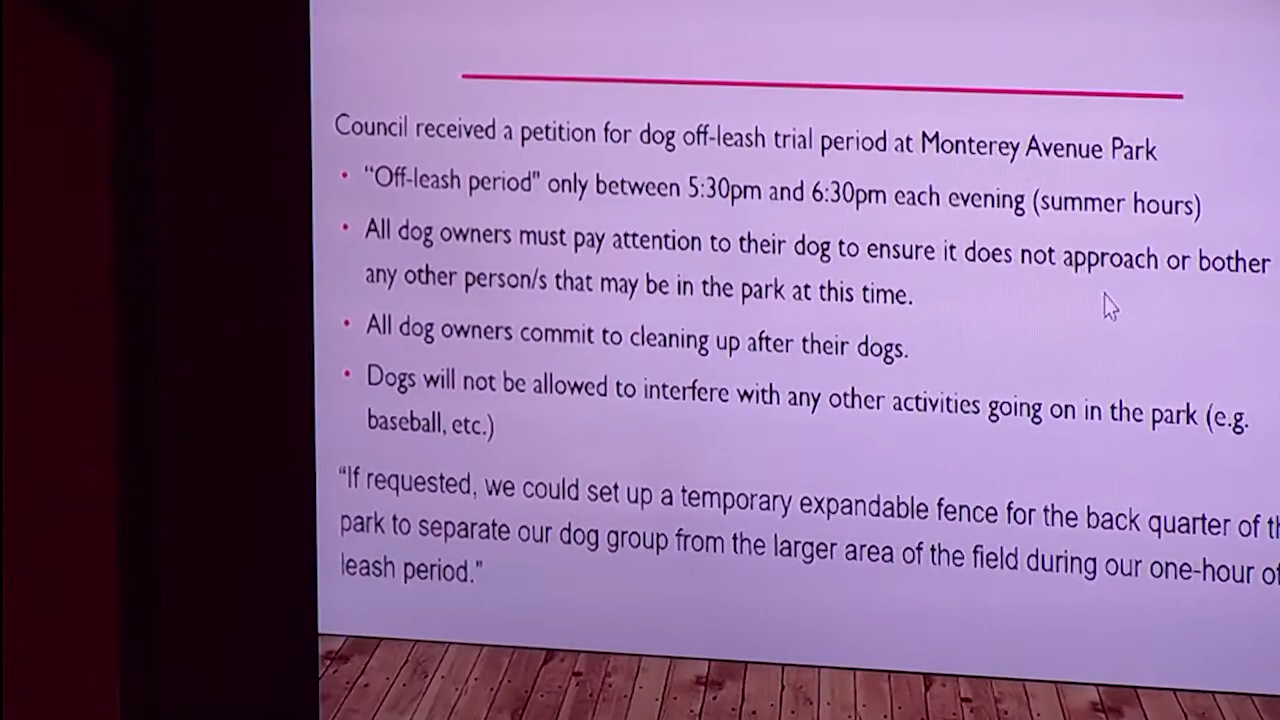 Council received a petition for dog off-leash trial period at Monterey Avenue Park
• “Off-leash period" only between 5:30pm and 6:30pm each evening (summer hours)
• All dog owners must pay attention to their dog to ensure it does not approach or bother
any other person/s that may be in the park at this time.
• All dog owners commit to cleaning up after their dogs.
• Dogs will not be allowed to interfere with any other activities going on in the park (e.g.
baseball, etc.)
“If requested, we could set up a temporary expandable fence for the back quarter of
park to separate our dog group from the larger area of the field during our one-hour
leash period.”